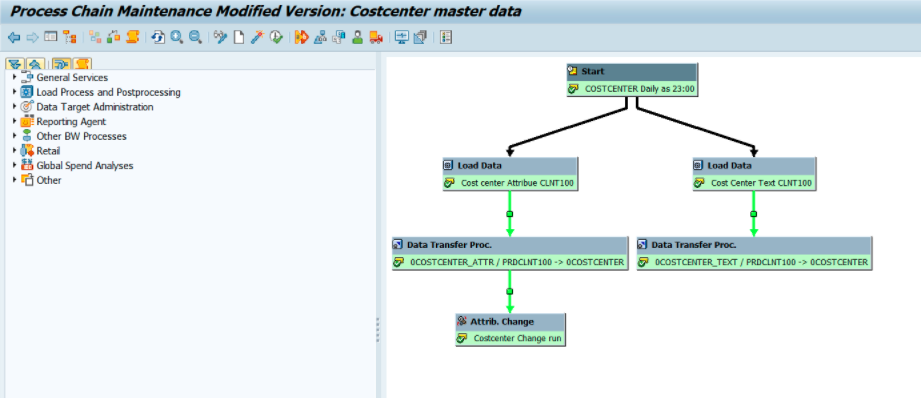 Process Chain Maintenance Modified Version: Costcenter master data
General Services
Load Process and Postprocessing
Data Target Administration
Reporting Agent
Other BW Processes
Retail
Global Spend Analyses
Other
Start
COSTCENTER Daily as 23:00
Load Data
Cost center Attribue CLNT100
Load Data
Cost Center Text CLNT100
Data Transfer Proc.
0COSTCENTER_ATTR / PRDCLNT100 -> 0COSTCENTER
Data Transfer Proc.
0COSTCENTER_TEXT / PRDCLNT100 -> 0COSTCENTER
Attrib. Change
Costcenter Change run